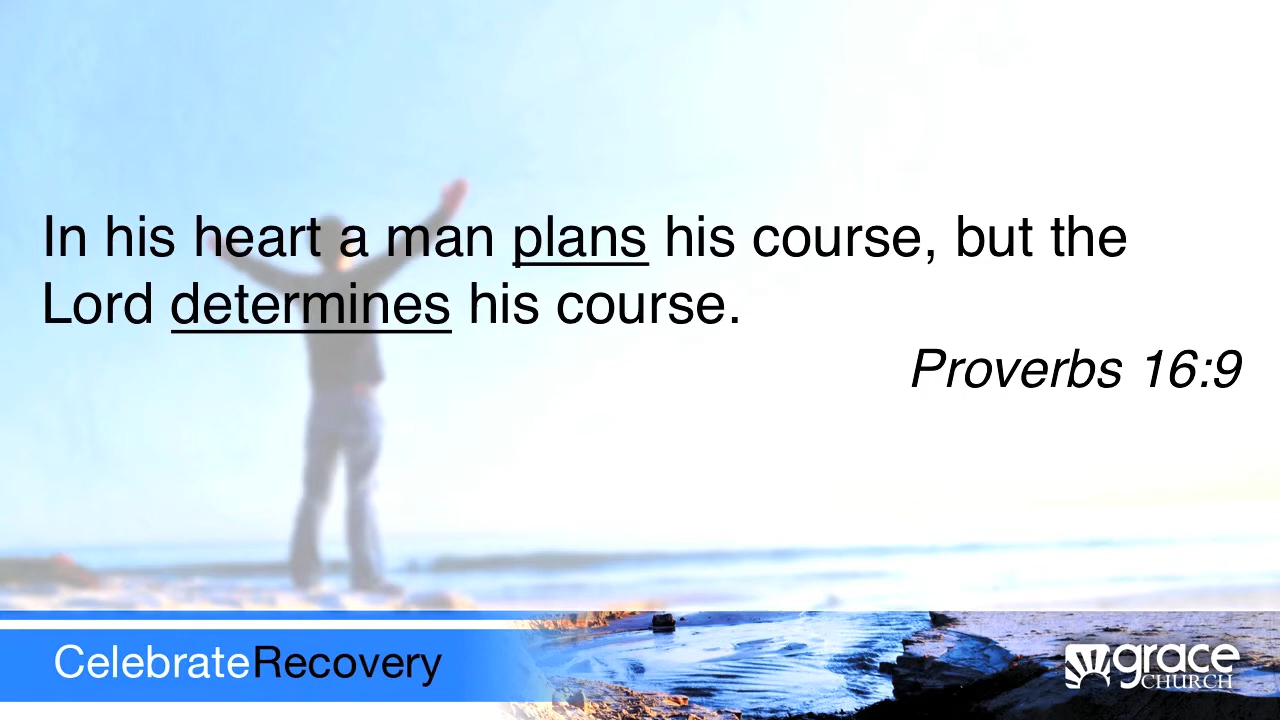 In his heart a man plans his course, but the
Lord determines his course.
Proverbs 16:9
CelebrateRecovery
grace
CHURCH